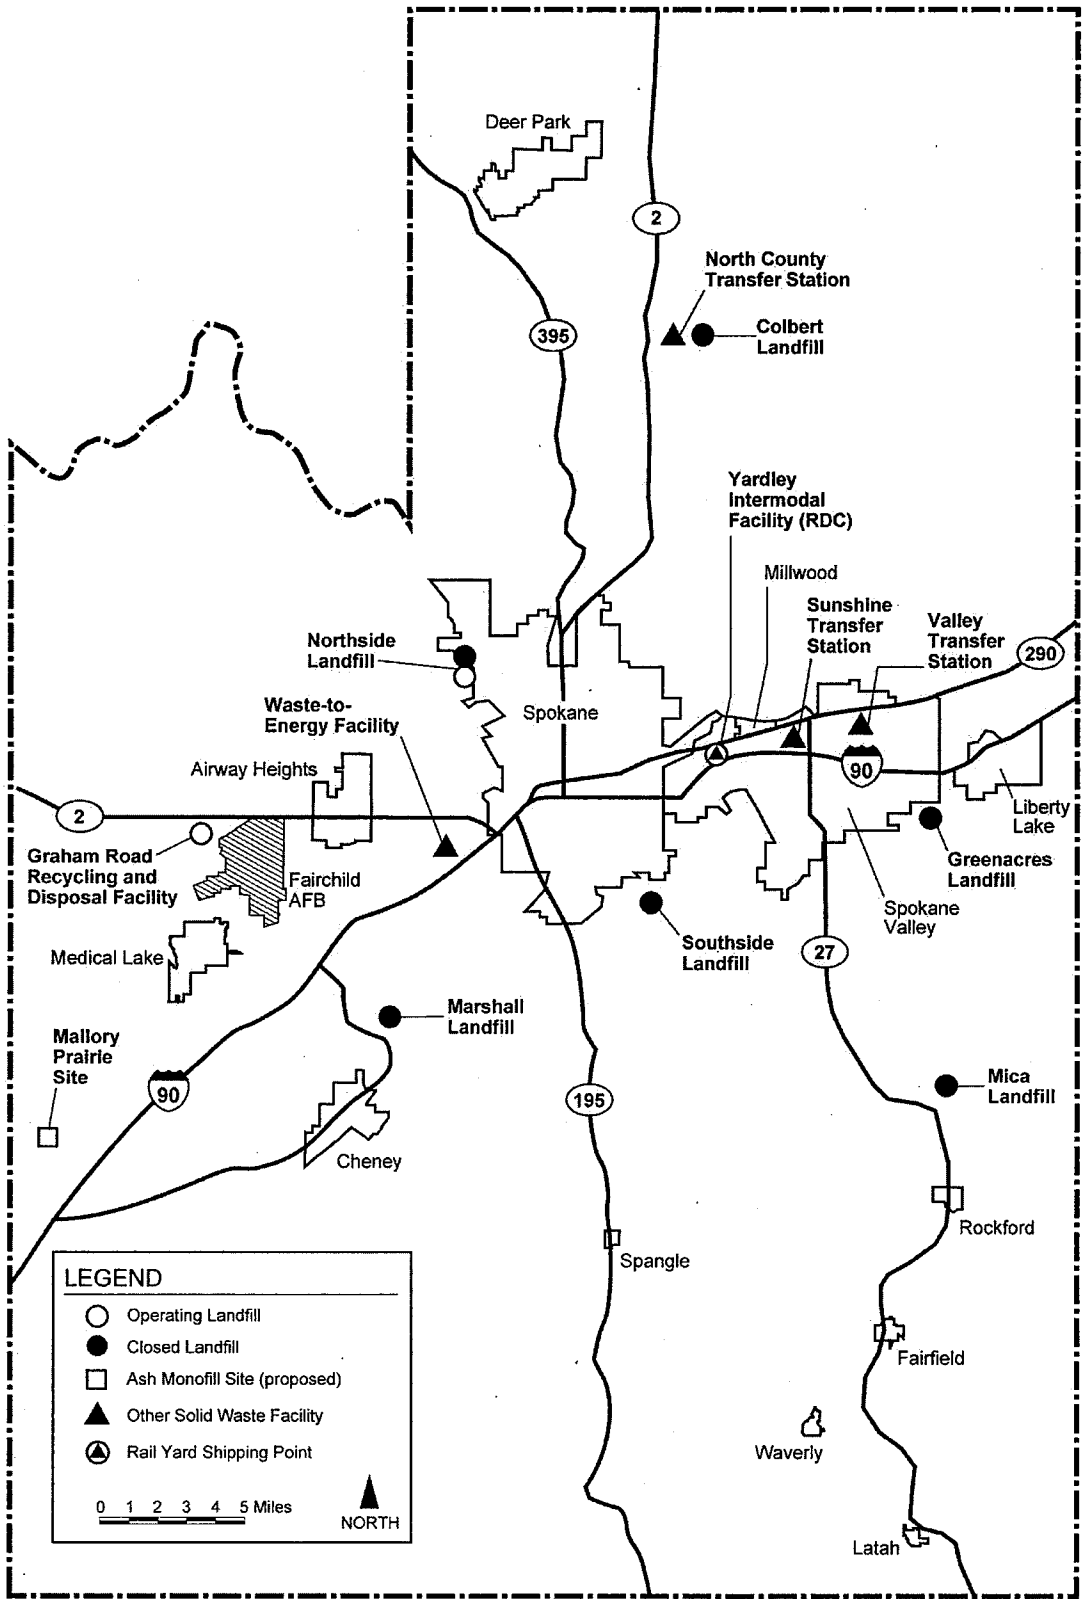 Deer Park
2
North County
Transfer Station
395
Colbert
Landfill
Yardley
Intermodal
Facility (RDC)
Millwood
Sunshine
Transfer
Station
Valley
Transfer
Station
290
Northside
Landfill
Waste-to-
Energy Facility
Spokane
Airway Heights
90
2
Liberty
Lake
Graham Road
Recycling and
Disposal Facility
Fairchild
AFB
Greenacres
Landfill
Spokane
Valley
Medical Lake
Southside
Landfill
27
Marshall
Landfill
Mallory
Prairie
Site
90
195
Mica
Landfill
Cheney
Rockford
Spangle
Fairfield
Waverly
Latah
LEGEND
Operating Landfill
Closed Landfill
Ash Monofill Site (proposed)
Other Solid Waste Facility
Rail Yard Shipping Point
0 1 2 3 4 5 Miles
NORTH